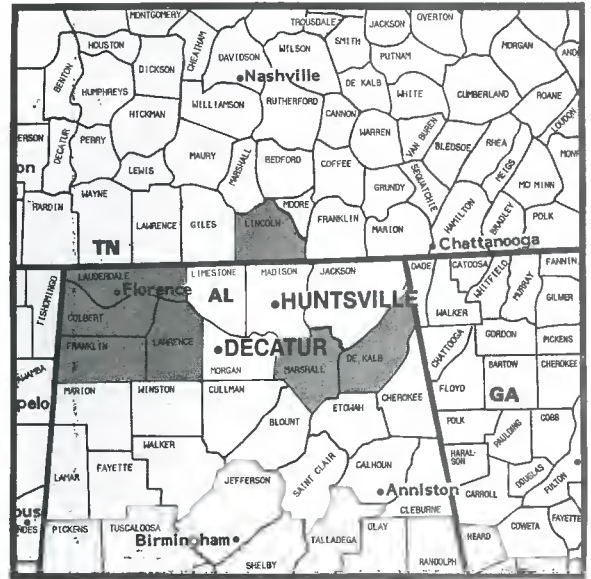 MONTGOMERY
TROUSDALE
JACKSON
OVERTON
HOUSTON
CHEATHAM
SMITH
WILSON
DAVIDSON
MORGAN
PUTNAM
BENTON
DICKSON
Nashville
DE KALB
HUMPHREYS
WHITE
CUMBERLAND
ROANE
WILLIAMSON
RUTHERFORD
CANNON
LOUDON
HICKMAN
WARREN
VAN BUREN
ERSON
DECATUR
PERRY
MAURY
MARSHALL
BEDFORD
COFFEE
BLEDSOE
RHEA
MEIGS
on
LEWIS
SEQUATCHIE
MC MINN
WAYNE
GRUNDY
HARDIN
MOORE
LAWRENCE
GILES
LINCOLN
FRANKLIN
MARION
HAMILTON
BRADLEY
POLK
TN
Chattanooga
LAUDERDALE
LIMESTONE
MADISON
JACKSON
DADE
CATOOSA
WHITFIELD
MURRAY
FANNIN
TISHOMINGO
Florence
AL
HUNTSVILLE
GILMER
COLBERT
WALKER
CHATTOOGA
GORDON
PICKENS
FRANKLIN
LAWRENCE
DECATUR
DE KALB
MORGAN
MARSHALL
BARTOW
CHEROKEE
FLOYD
GA
MARION
WINSTON
CULLMAN
CHEROKEE
pelo
ETOWAH
BLOUNT
POLK
PAULDING
COBB
WALKER
HARAL-
SON
LAMAR
FAYETTE
JEFFERSON
SAINT CLAIR
CALHOUN
DOUGLAS
FULTON
Anniston
CARROLL
CLEBURNE
FAYETTE
PICKENS
TUSCALOOSA
Birmingham
TALLADEGA
HEARD
COWETA
SHELBY
RANDOLPH